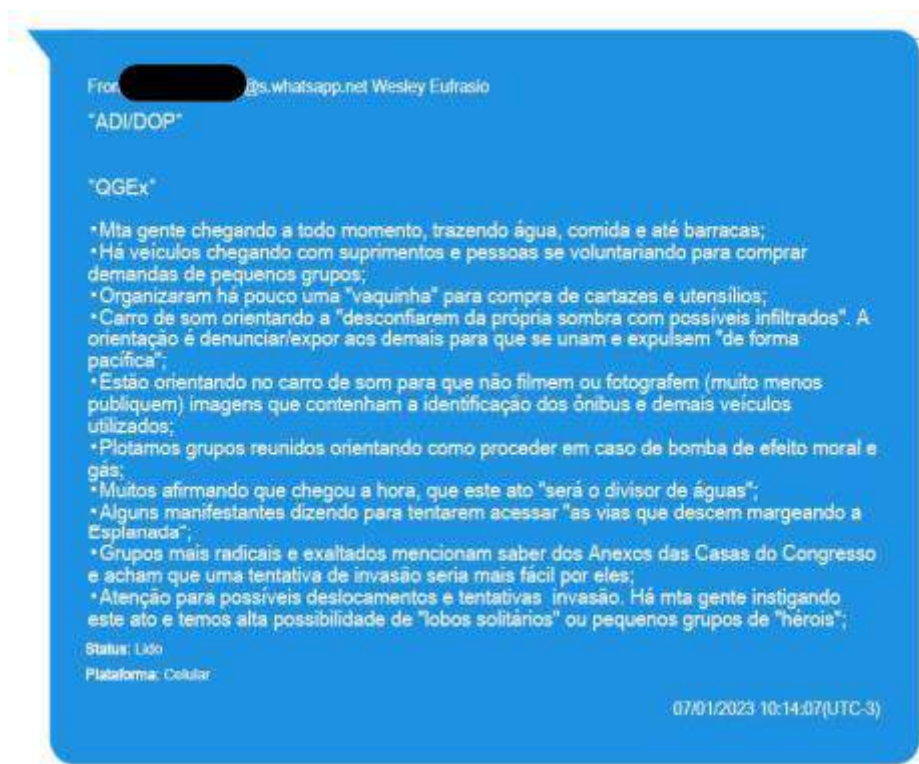 From @s.whatsapp.net Wesley Eufrasio
"ADI/DOP"
"QGEx"
•Mta gente chegando a todo momento, trazendo água, comida e até barracas;
•Há veículos chegando com suprimentos e pessoas se voluntariando para comprar
demandas de pequenos grupos;
•Organizaram há pouco uma "vaquinha" para compra de cartazes e utensílios;
•Carro de som orientando a "desconfiarem da própria sombra com possíveis infiltrados". A
orientação é denunciar/expor aos demais para que se unam e expulsem "de forma
pacífica";
•Estão orientando no carro de som para que não filmem ou fotografem (muito menos
publiquem) imagens que contenham a identificação dos ônibus e demais veículos
utilizados;
•Plotamos grupos reunidos orientando como proceder em caso de bomba de efeito moral e
gás;
•Muitos afirmando que chegou a hora, que este ato "será o divisor de águas";
•Alguns manifestantes dizendo para tentarem acessar "as vias que descem margeando a
Esplanada";
•Grupos mais radicais e exaltados mencionam saber dos Anexos das Casas do Congresso
e acham que uma tentativa de invasão seria mais fácil por eles;
•Atenção para possíveis deslocamentos e tentativas invasão. Há mta gente instigando
este ato e temos alta possibilidade de "lobos solitários" ou pequenos grupos de "hérois";
Status: Lido
Plataforma: Celular
07/01/2023 10:14:07(UTC-3)